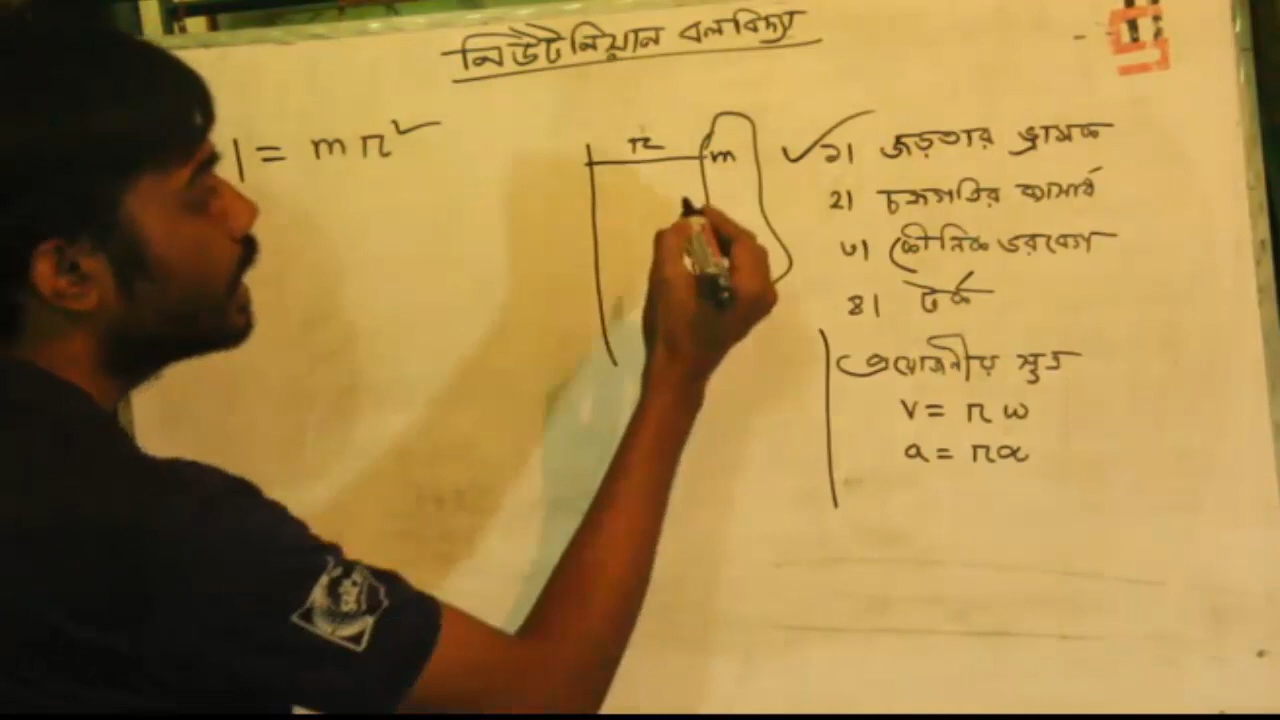 নিউটনিয়ান বলবিদ্যা
I = mr²
r
m
১। জড়তার ভ্রামক
২। চক্রগতির ব্যাসার্ধ
৩। কৌনিক ভরবেগ
৪। টর্ক
প্রয়োজনীয় সূত্র
v = rω
a = rα